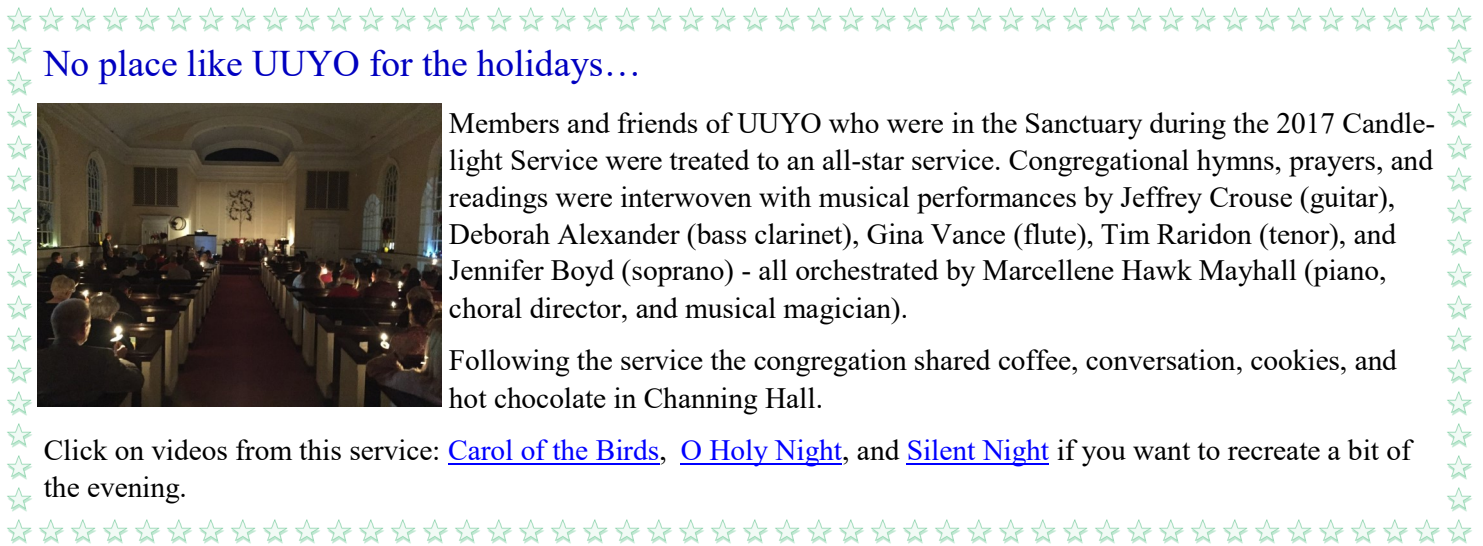 No place like UUYO for the holidays…
Members and friends of UUYO who were in the Sanctuary during the 2017 Candle-
light Service were treated to an all-star service. Congregational hymns, prayers, and
readings were interwoven with musical performances by Jeffrey Crouse (guitar),
Deborah Alexander (bass clarinet), Gina Vance (flute), Tim Raridon (tenor), and
Jennifer Boyd (soprano) - all orchestrated by Marcellene Hawk Mayhall (piano,
choral director, and musical magician).
Following the service the congregation shared coffee, conversation, cookies, and
hot chocolate in Channing Hall.
Click on videos from this service: Carol of the Birds,  O Holy Night, and Silent Night if you want to recreate a bit of
the evening.